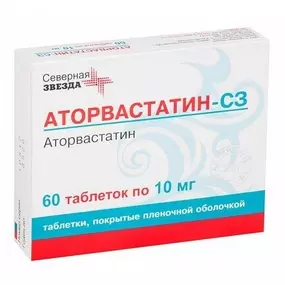 Северная
ЗВЕЗДА
АТОРВАСТАТИН-СЗ
Аторвастатин
60 таблеток по 10 мг
таблетки, покрытые пленочной оболочкой